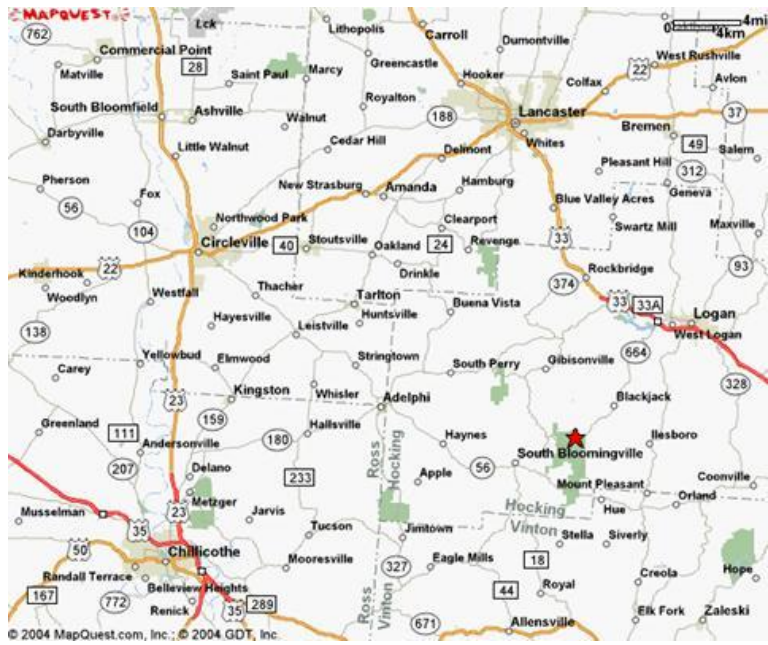 MAPQUEST
Lck
Lithopolis
Carroll
4mi
0
4km
762
Commercial Point
Dumontville
Matville
28
Saint Paul
Marcy
Greencastle
Hooker
22
West Rushville
Colfax
Avlon
South Bloomfield
Ashville
Walnut
Royalton
188
Lancaster
37
Darbyville
Little Walnut
Cedar Hill
Delmont
Whites
Bremen
49
Salem
Pherson
Fox
New Strasburg
Amanda
Hamburg
Pleasant Hill
312
Geneva
56
104
Northwood Park
Clearport
Blue Valley Acres
Swartz Mill
Maxville
Circleville
40
Stoutsville
Oakland
24
Revenge
33
Kinderhook
22
Drinkle
Rockbridge
93
Woodlyn
Westfall
Thacher
Tarlton
Buena Vista
374
33
33A
Logan
138
Hayesville
Leistville
Huntsville
West Logan
Yellowbud
Elmwood
Stringtown
South Perry
Gibisonville
664
Carey
23
Kingston
Whisler
Adelphi
Blackjack
328
Greenland
111
159
180
Hallsville
Ross
Hocking
Haynes
Ilesboro
Andersonville
207
Delano
233
Apple
56
South Bloomingville
Coonville
Metzger
Mount Pleasant
Orland
Musselman
35
23
Jarvis
Hocking
Vinton
Hue
50
Chillicothe
Tucson
Jimtown
Stella
Siverly
Randall Terrace
Mooresville
327
Eagle Mills
18
Creola
Hope
167
772
Belleview Heights
Renick
35
289
Ross
Vinton
44
Royal
671
Allensville
Elk Fork
Zaleski
© 2004 MapQuest.com, Inc.; © 2004 GDT, Inc.